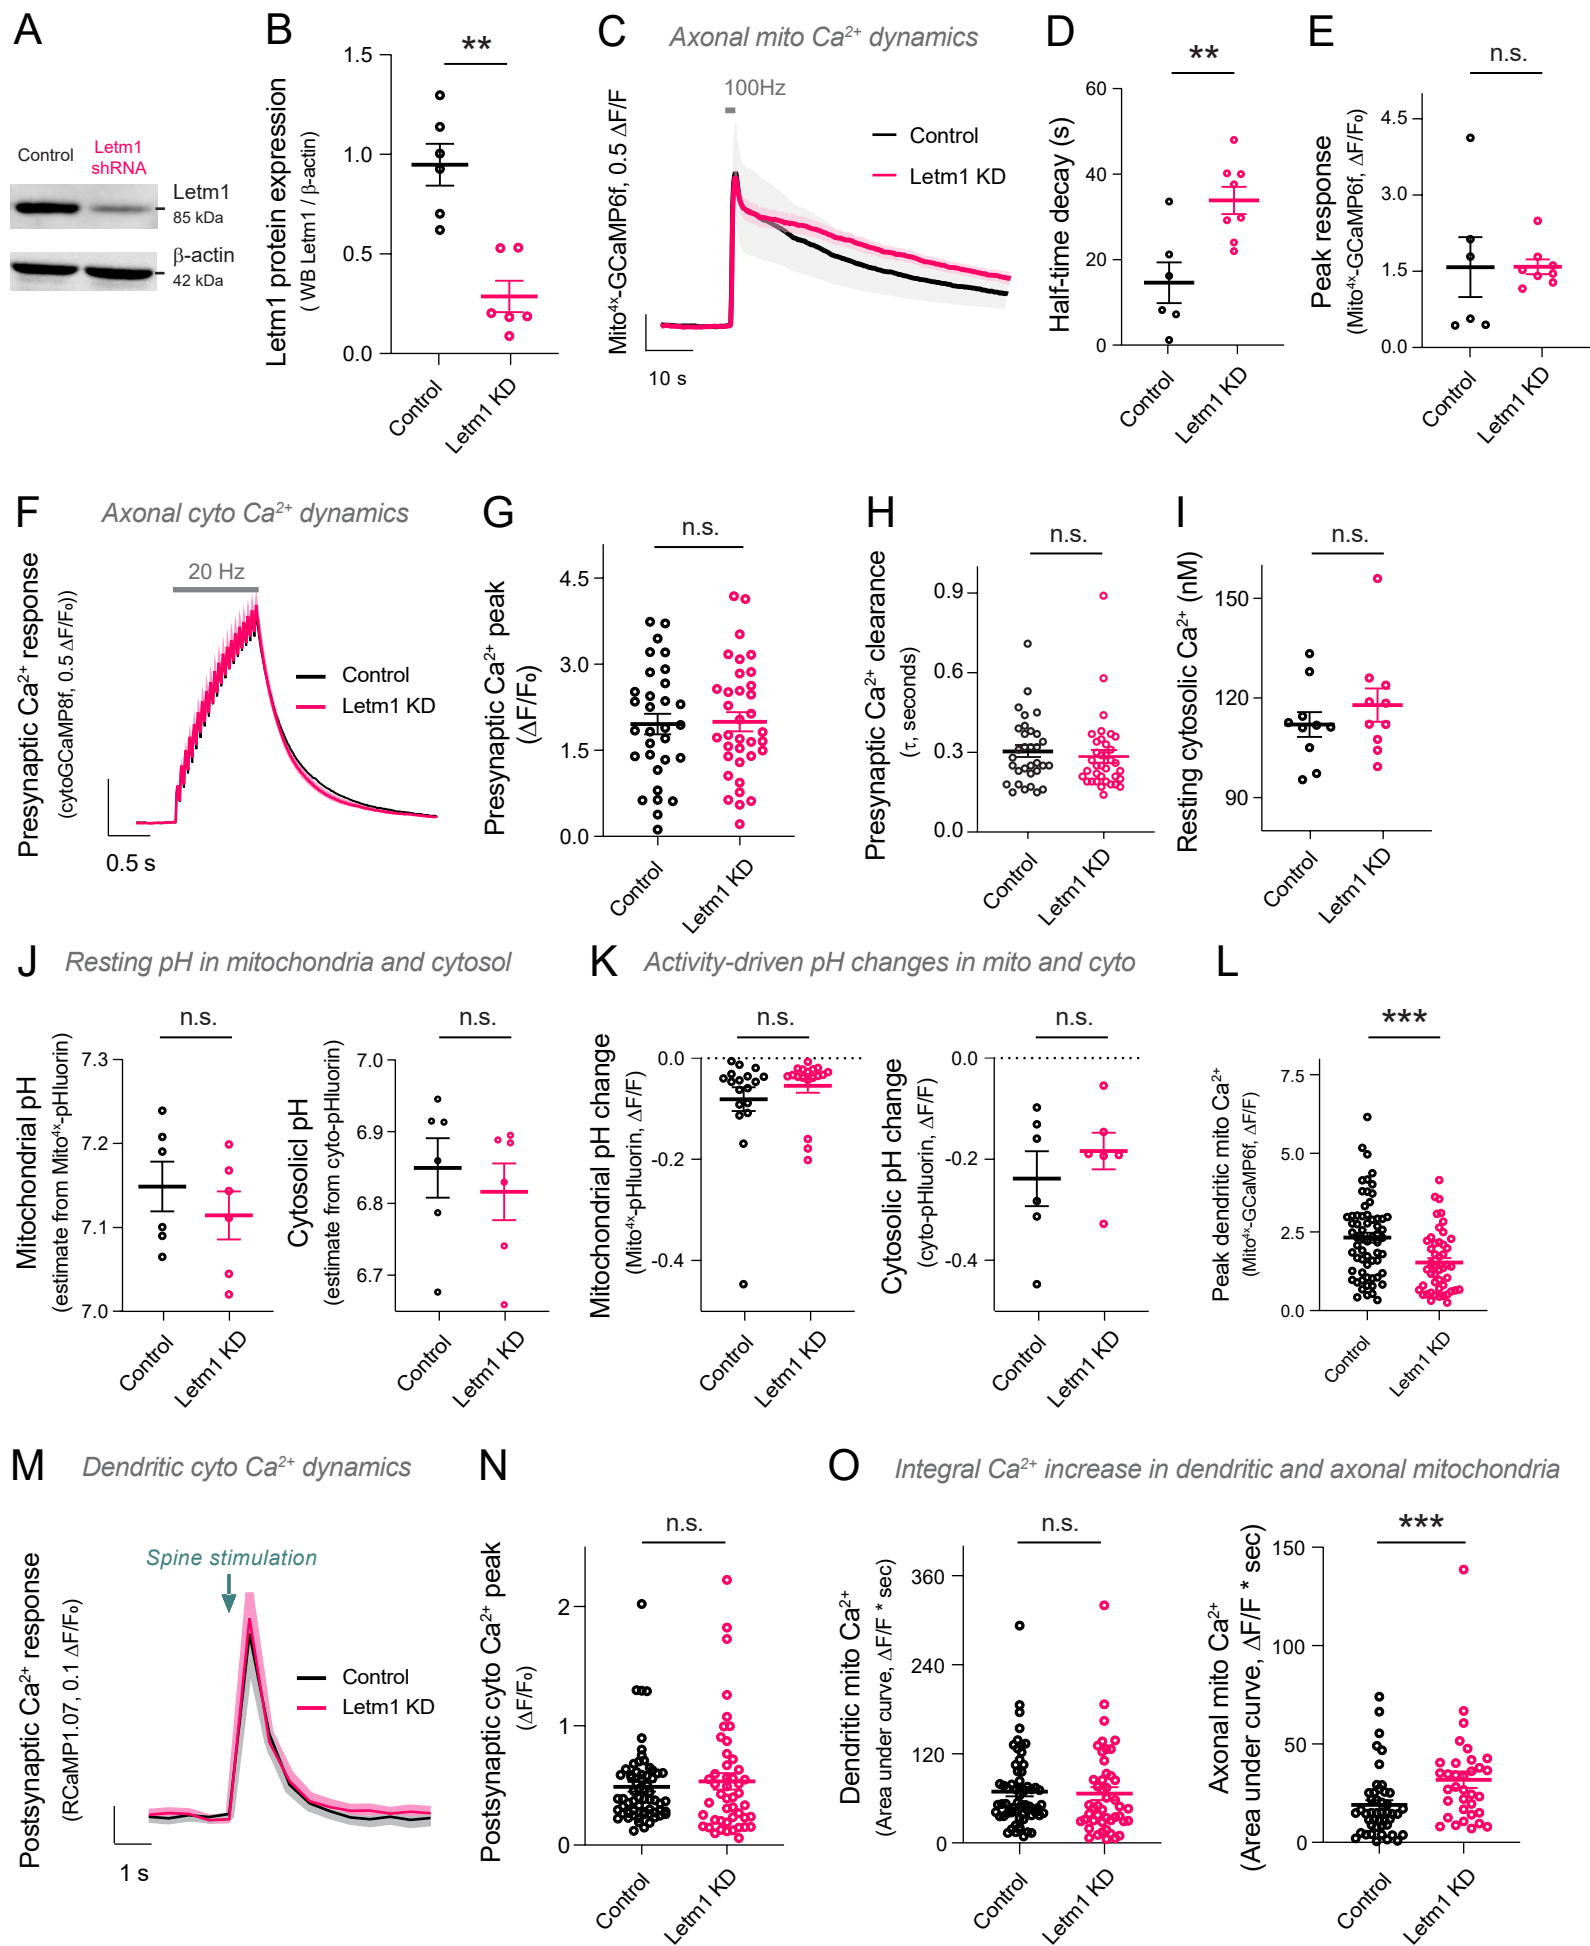 A
Control
Letm1
shRNA
Letm1
85 kDa
β-actin
42 kDa
B
**
Letm1 protein expression
( WB Letm1 / β-actin)
1.5
1.0
0.5
0.0
Control
Letm1 KD
C
Axonal mito Ca²⁺ dynamics
Mito⁴ˣ-GCaMP6f, 0.5 ΔF/F
100Hz
Control
Letm1 KD
10 s
D
**
Half-time decay (s)
60
40
20
0
Control
Letm1 KD
E
n.s.
Peak response
(Mito⁴ˣ-GCaMP6f, ΔF/F₀)
4.5
3.0
1.5
0.0
Control
Letm1 KD
F
Axonal cyto Ca²⁺ dynamics
Presynaptic Ca²⁺ response
(cytoGCaMP8f, 0.5 ΔF/F₀))
20 Hz
Control
Letm1 KD
0.5 s
G
n.s.
Presynaptic Ca²⁺ peak
(ΔF/F₀)
4.5
3.0
1.5
0.0
Control
Letm1 KD
H
n.s.
Presynaptic Ca²⁺ clearance
(τ, seconds)
0.9
0.6
0.3
0.0
Control
Letm1 KD
I
n.s.
Resting cytosolic Ca²⁺ (nM)
150
120
90
Control
Letm1 KD
J
Resting pH in mitochondria and cytosol
n.s.
Mitochondrial pH
(estimate from Mito⁴ˣ-pHluorin)
7.3
7.2
7.1
7.0
Control
Letm1 KD
n.s.
Cytosolicl pH
(estimate from cyto-pHluorin)
7.0
6.9
6.8
6.7
Control
Letm1 KD
K
Activity-driven pH changes in mito and cyto
n.s.
Mitochondrial pH change
(Mito⁴ˣ-pHluorin, ΔF/F)
0.0
-0.2
-0.4
Control
Letm1 KD
n.s.
Cytosolic pH change
(cyto-pHluorin, ΔF/F)
0.0
-0.2
-0.4
Control
Letm1 KD
L
***
Peak dendritic mito Ca²⁺
(Mito⁴ˣ-GCaMP6f, ΔF/F)
7.5
5.0
2.5
0.0
Control
Letm1 KD
M
Dendritic cyto Ca²⁺ dynamics
Postsynaptic Ca²⁺ response
(RCaMP1.07, 0.1 ΔF/F₀)
Spine stimulation
Control
Letm1 KD
1 s
N
n.s.
Postsynaptic cyto Ca²⁺ peak
(ΔF/F₀)
2
1
0
Control
Letm1 KD
O
Integral Ca²⁺ increase in dendritic and axonal mitochondria
n.s.
Dendritic mito Ca²⁺
(Area under curve, ΔF/F * sec)
360
240
120
0
Control
Letm1 KD
***
Axonal mito Ca²⁺
(Area under curve, ΔF/F * sec)
150
100
50
0
Control
Letm1 KD